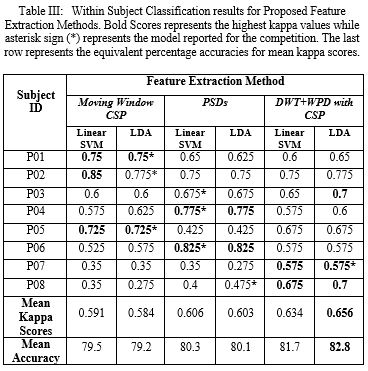 Table III: Within Subject Classification results for Proposed Feature
Extraction Methods. Bold Scores represents the highest kappa values while
asterisk sign (*) represents the model reported for the competition. The last
row represents the equivalent percentage accuracies for mean kappa scores.
Subject ID Feature Extraction Method
Moving Window CSP PSDs DWT+WPD with CSP
Linear SVM LDA Linear SVM LDA Linear SVM LDA
P01 0.75 0.75* 0.65 0.625 0.6 0.65
P02 0.85 0.775* 0.75 0.75 0.75 0.775
P03 0.6 0.6 0.675* 0.675 0.65 0.7
P04 0.575 0.625 0.775* 0.775 0.575 0.6
P05 0.725 0.725* 0.425 0.425 0.675 0.675
P06 0.525 0.575 0.825* 0.825 0.575 0.575
P07 0.35 0.35 0.35 0.275 0.575 0.575*
P08 0.35 0.275 0.4 0.475* 0.675 0.7
Mean Kappa Scores 0.591 0.584 0.606 0.603 0.634 0.656
Mean Accuracy 79.5 79.2 80.3 80.1 81.7 82.8